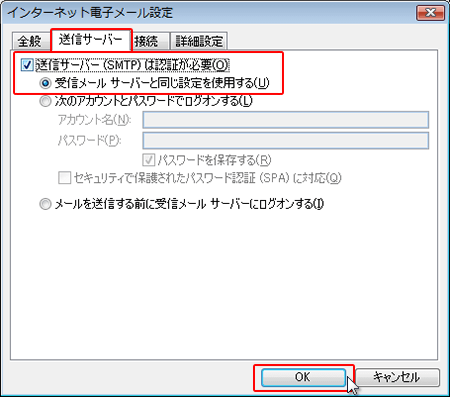 インターネット電子メール設定
全般 送信サーバー 接続 詳細設定
送信サーバー (SMTP) は認証が必要(O)
受信メール サーバーと同じ設定を使用する(U)
次のアカウントとパスワードでログオンする(L)
アカウント名(N):
パスワード(P):
パスワードを保存する(R)
セキュリティで保護されたパスワード認証 (SPA) に対応(Q)
メールを送信する前に受信メール サーバーにログオンする(I)
OK キャンセル